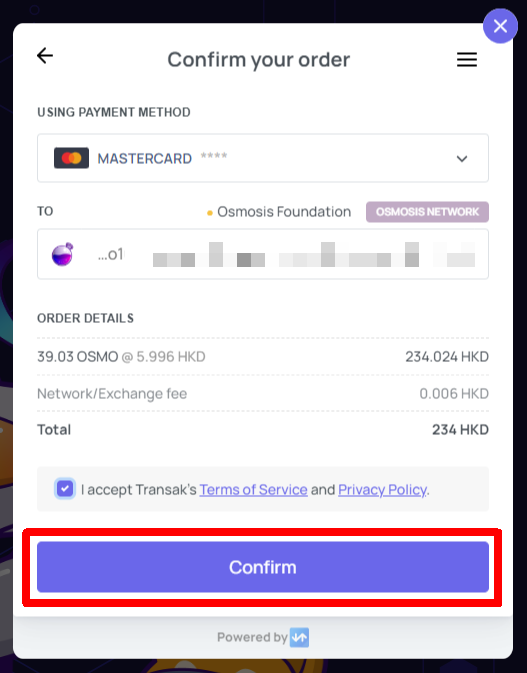 Confirm your order
USING PAYMENT METHOD
MASTERCARD ****
TO
Osmosis Foundation OSMOSIS NETWORK
...o1
ORDER DETAILS
39.03 OSMO @ 5.996 HKD 234.024 HKD
Network/Exchange fee 0.006 HKD
Total 234 HKD
I accept Transak's Terms of Service and Privacy Policy.
Confirm
Powered by